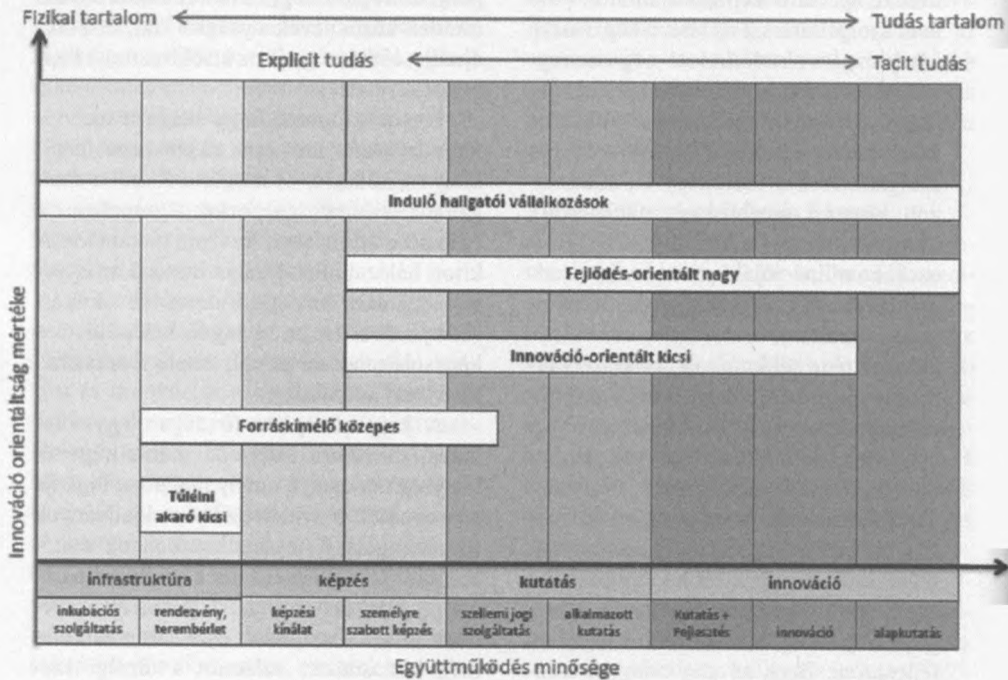 Fizikai tartalom Tudás tartalom
Explicit tudás Tacit tudás
Innováció orientáltság mértéke
Induló hallgatói vállalkozások
Fejlődés-orientált nagy
Innováció-orientált kicsi
Forráskímélő közepes
Túlélni
akaró kicsi
infrastruktúra képzés kutatás innováció
inkubációs rendezvény, képzési személyre szellemi jogi alkalmazott Kutatás + innováció alapkutatás
szolgáltatás terembérlet kínálat szabott képzés szolgáltatás kutatás Fejlesztés
Együttműködés minősége